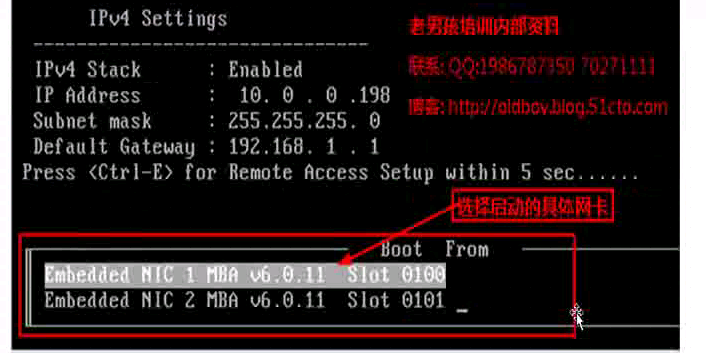 IPv4 Settings
老男孩培训内部资料
IPv4 Stack : Enabled
联系: QQ:1986787350 70271111
IP Address : 10. 0 . 0 .198
Subnet mask : 255.255.255. 0
博客: http://oldboy.blog.51cto.com
Default Gateway : 192.168. 1 . 1
Press <Ctrl-E> for Remote Access Setup within 5 sec......
选择启动的具体网卡
Boot From
Embedded NIC 1 MBA v6.0.11 Slot 0100
Embedded NIC 2 MBA v6.0.11 Slot 0101 _